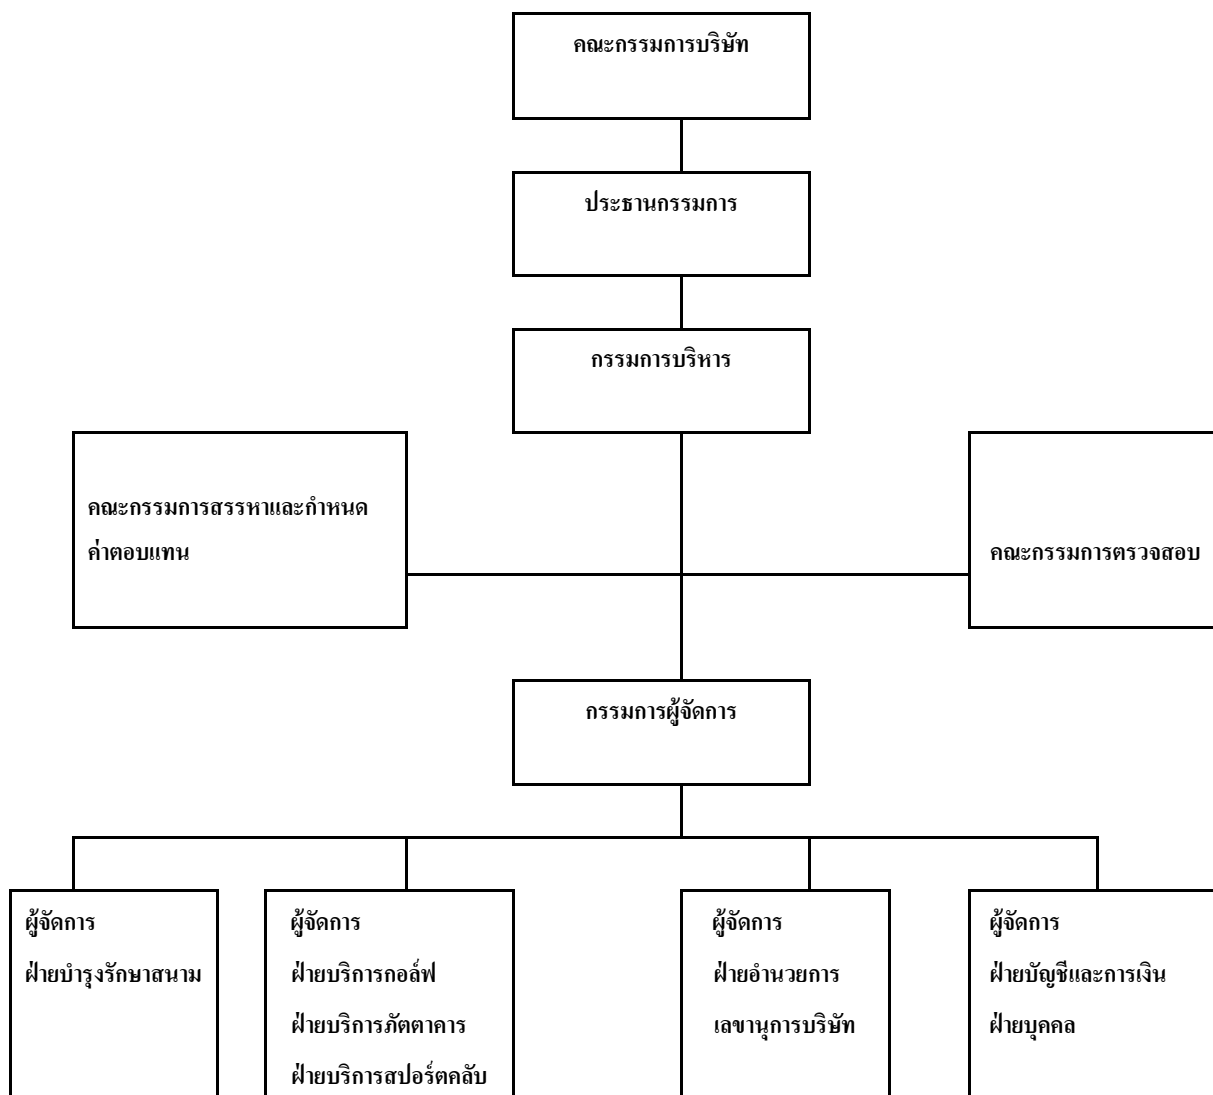 คณะกรรมการบริษัท
ประธานกรรมการ
กรรมการบริหาร
คณะกรรมการสรรหาและกำหนด
ค่าตอบแทน
คณะกรรมการตรวจสอบ
กรรมการผู้จัดการ
ผู้จัดการ
ฝ่ายบำรุงรักษาสนาม
ผู้จัดการ
ฝ่ายบริการกอล์ฟ
ฝ่ายบริการภัตตาคาร
ฝ่ายบริการสปอร์ตคลับ
ผู้จัดการ
ฝ่ายอำนวยการ
เลขานุการบริษัท
ผู้จัดการ
ฝ่ายบัญชีและการเงิน
ฝ่ายบุคคล